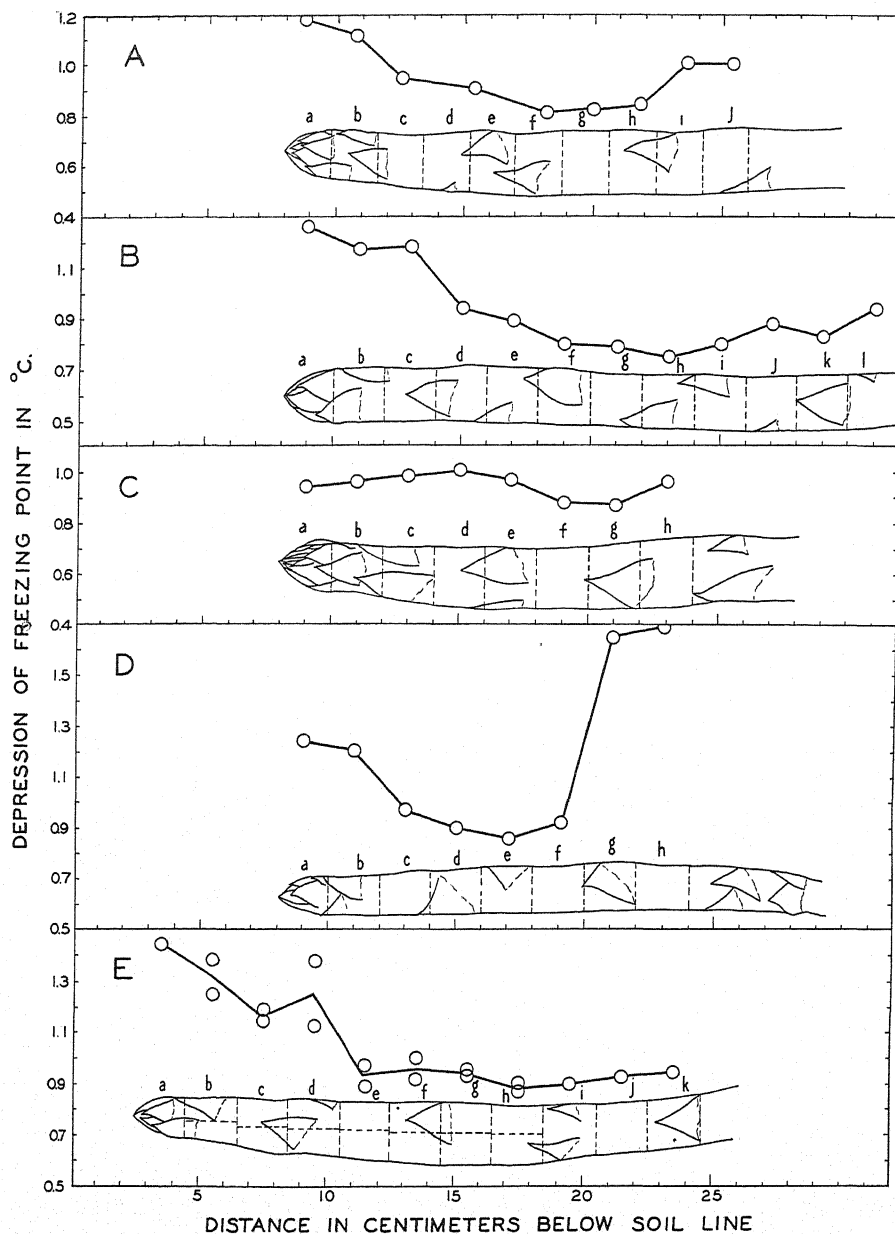 DEPRESSION OF FREEZING POINT IN °C.
A
1.2
1.0
0.8
0.6
0.4
a b c d e f g h i J
B
1.1
0.9
0.7
0.5
a b c d e f g h i J k l
C
1.0
0.8
0.6
0.4
a b c d e f g h
D
1.5
1.3
1.1
0.9
0.7
0.5
a b c d e f g h
E
1.3
1.1
0.9
0.7
0.5
a b c d e f g h i J k
5 10 15 20 25
DISTANCE IN CENTIMETERS BELOW SOIL LINE